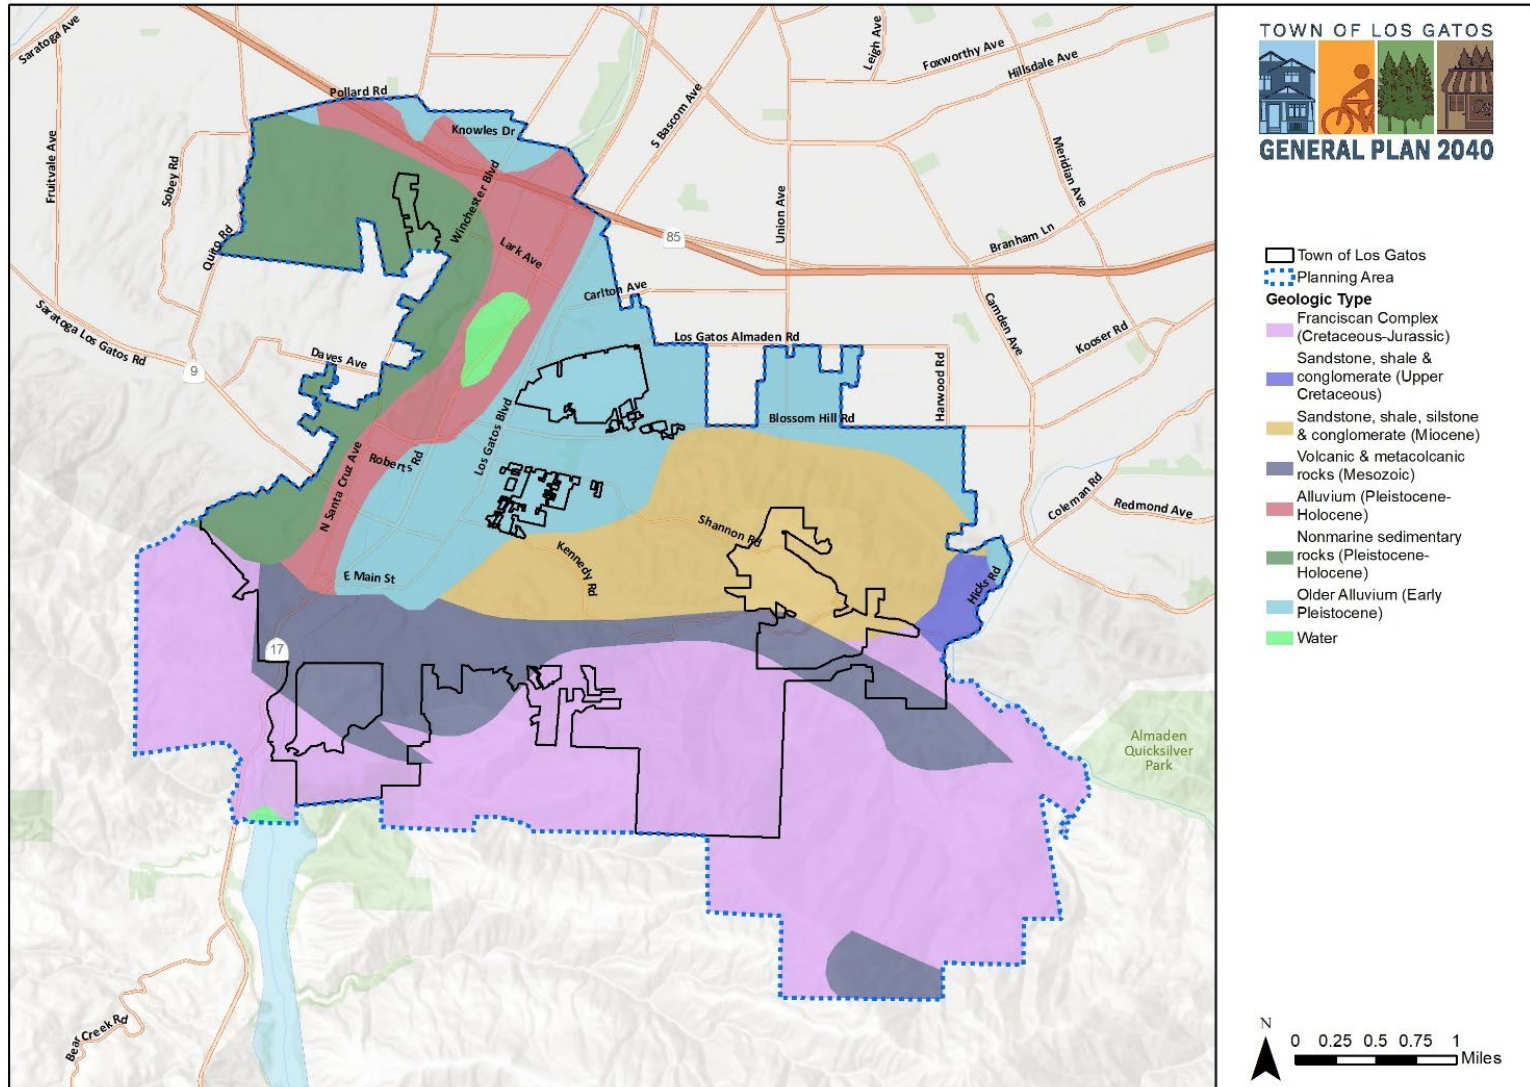 Saratoga Ave
Pollard Rd
Knowles Dr
S Bascom Ave
Leigh Ave
Foxworthy Ave
Hillsdale Ave
Fruitvale Ave
Sobey Rd
Quito Rd
Winchester Blvd
Lark Ave
85
Union Ave
Meridian Ave
Branham Ln
Carlton Ave
Camden Ave
Kooser Rd
Saratoga Los Gatos Rd
9
Daves Ave
Los Gatos Almaden Rd
Harwood Rd
Blossom Hill Rd
Los Gatos Blvd
Roberts Rd
N Santa Cruz Ave
Coleman Rd
Redmond Ave
Shannon Rd
Kennedy Rd
E Main St
Hicks Rd
17
Almaden
Quicksilver
Park
Bear Creek Rd
TOWN OF LOS GATOS
GENERAL PLAN 2040
Town of Los Gatos
Planning Area
Geologic Type
Franciscan Complex
(Cretaceous-Jurassic)
Sandstone, shale &
conglomerate (Upper
Cretaceous)
Sandstone, shale, silstone
& conglomerate (Miocene)
Volcanic & metacolcanic
rocks (Mesozoic)
Alluvium (Pleistocene-
Holocene)
Nonmarine sedimentary
rocks (Pleistocene-
Holocene)
Older Alluvium (Early
Pleistocene)
Water
N
0 0.25 0.5 0.75 1
Miles